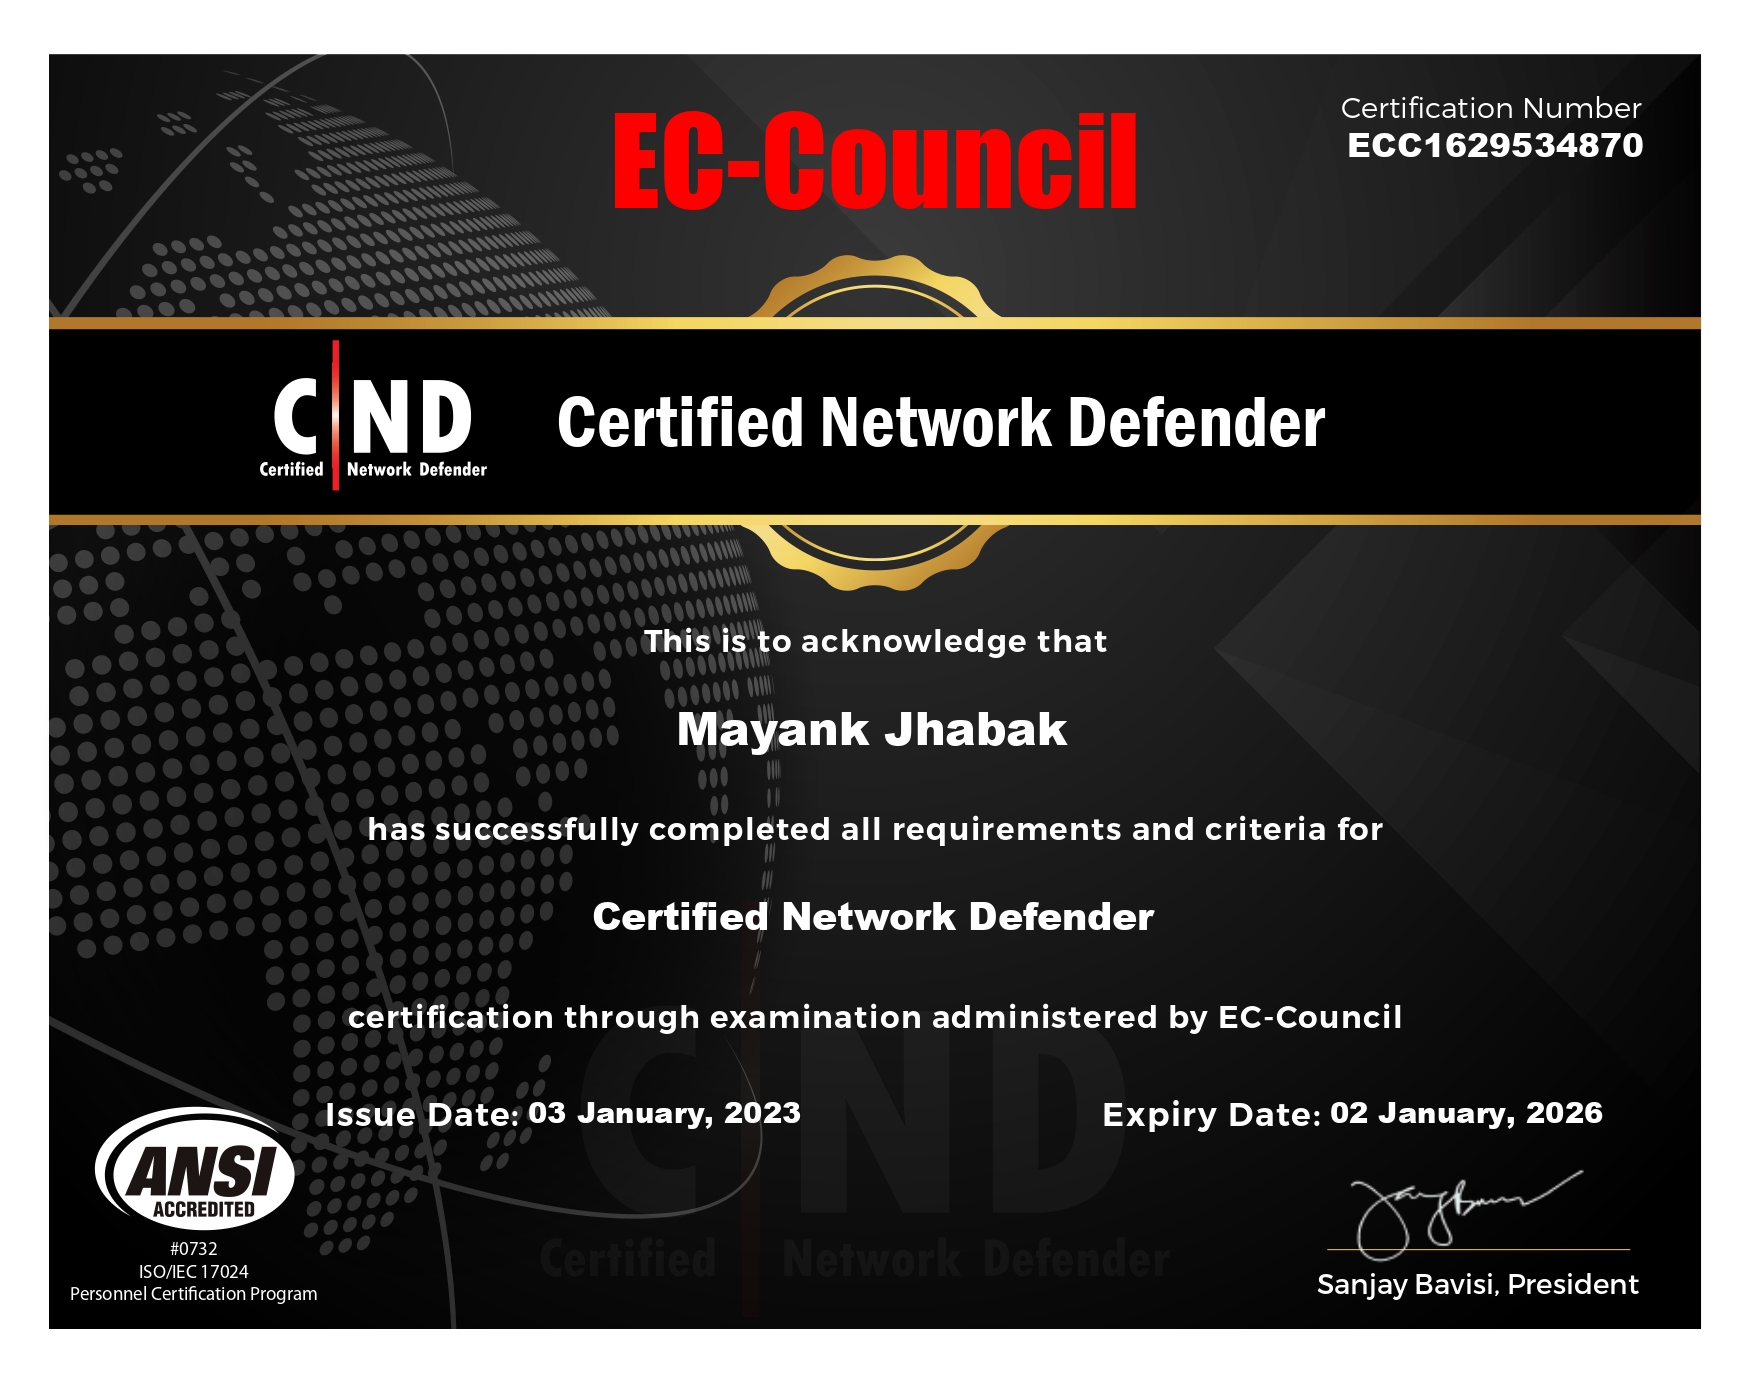 EC-Council
Certification Number
ECC1629534870
C|ND
Certified Network Defender
Certified Network Defender
This is to acknowledge that
Mayank Jhabak
has successfully completed all requirements and criteria for
Certified Network Defender
certification through examination administered by EC-Council
Issue Date: 03 January, 2023
Expiry Date: 02 January, 2026
C|ND
Certified Network Defender
ANSI
ACCREDITED
#0732
ISO/IEC 17024
Personnel Certification Program
Sanjay Bavisi, President